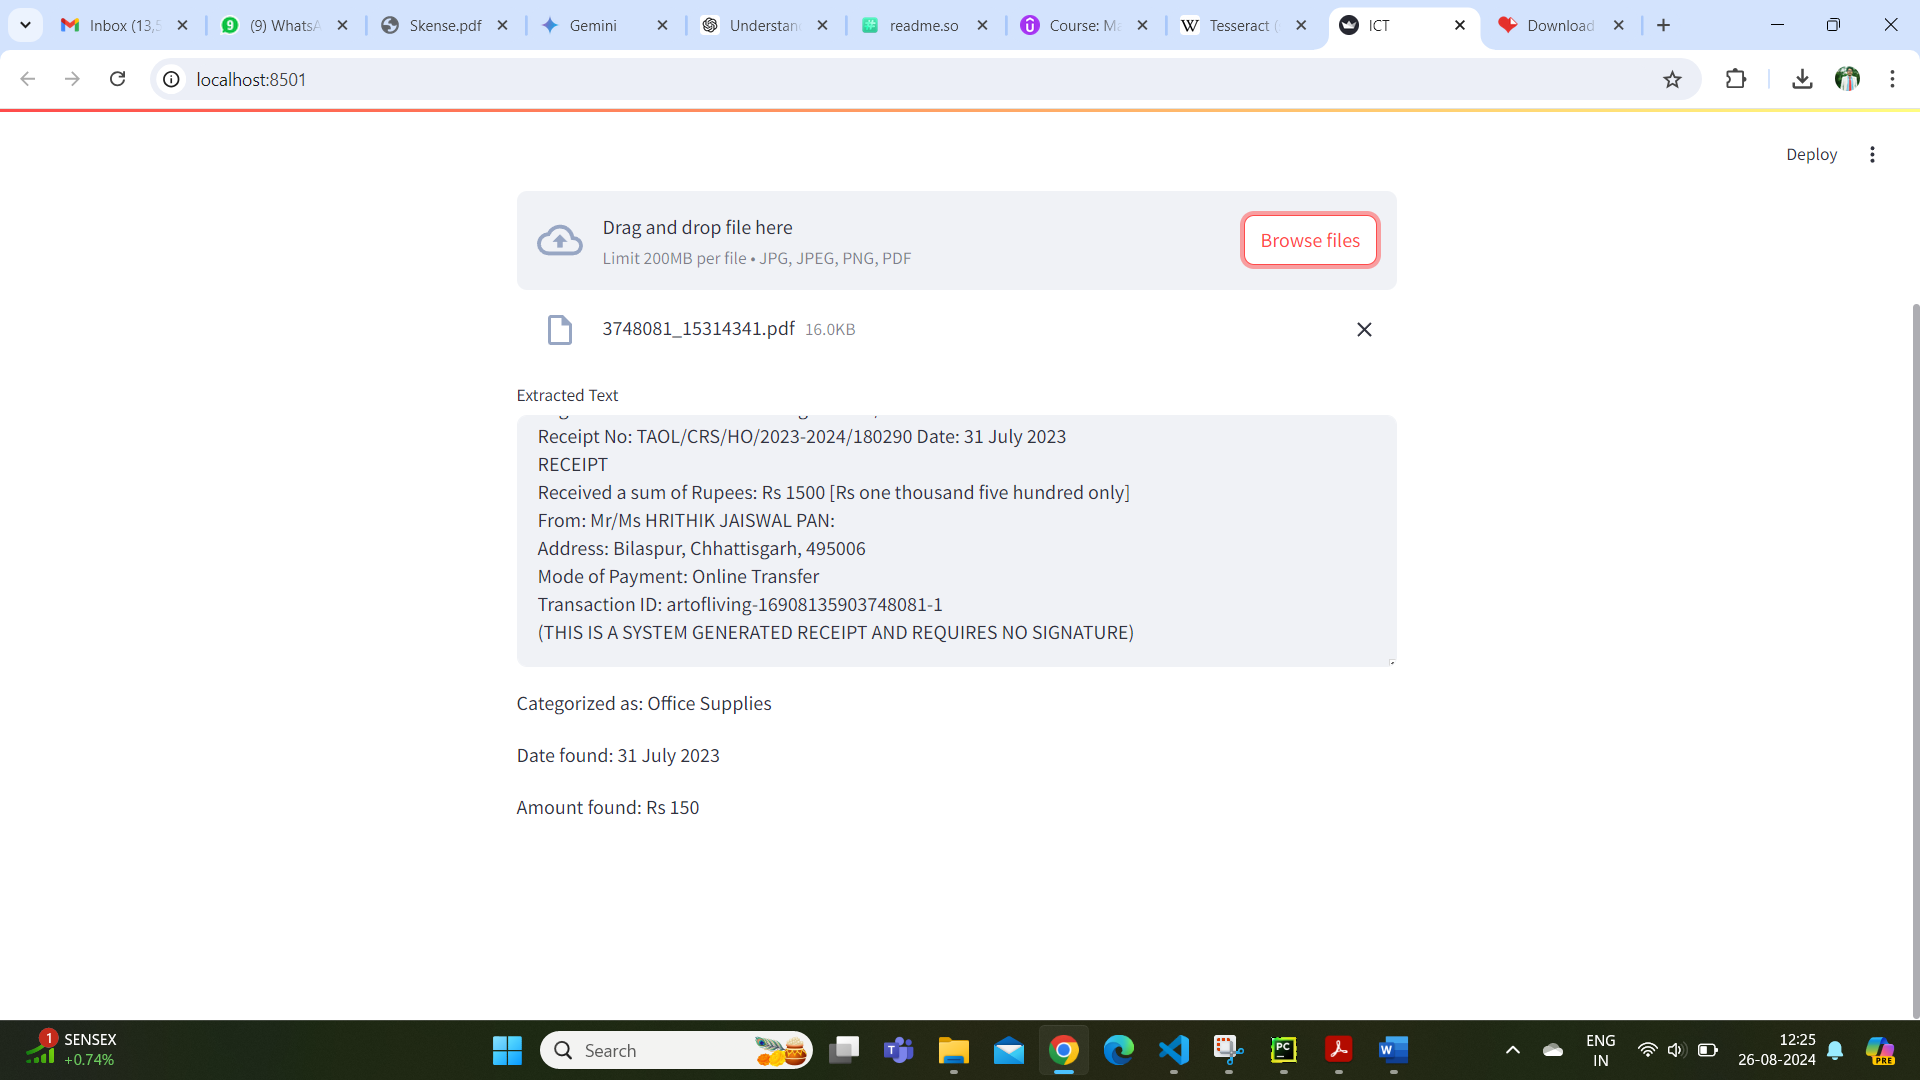 Inbox (13,5
(9) WhatsA
Skense.pdf
Gemini
Understan
readme.so
Course: Ma
Tesseract (
ICT
Download
localhost:8501
Deploy
Drag and drop file here
Limit 200MB per file • JPG, JPEG, PNG, PDF
Browse files
3748081_15314341.pdf 16.0KB
Extracted Text
Receipt No: TAOL/CRS/HO/2023-2024/180290 Date: 31 July 2023
RECEIPT
Received a sum of Rupees: Rs 1500 [Rs one thousand five hundred only]
From: Mr/Ms HRITHIK JAISWAL PAN:
Address: Bilaspur, Chhattisgarh, 495006
Mode of Payment: Online Transfer
Transaction ID: artofliving-16908135903748081-1
(THIS IS A SYSTEM GENERATED RECEIPT AND REQUIRES NO SIGNATURE)
Categorized as: Office Supplies
Date found: 31 July 2023
Amount found: Rs 150
1
SENSEX
+0.74%
Search
ENG
IN
12:25
26-08-2024
PRE